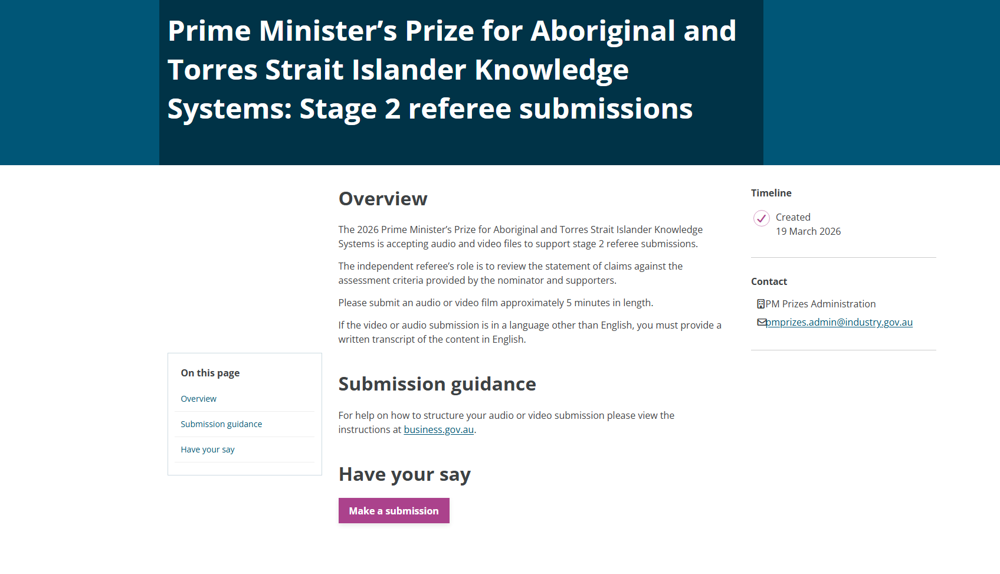 Prime Minister’s Prize for Aboriginal and
Torres Strait Islander Knowledge
Systems: Stage 2 referee submissions
On this page
Overview
Submission guidance
Have your say
Overview
The 2026 Prime Minister’s Prize for Aboriginal and Torres Strait Islander Knowledge
Systems is accepting audio and video files to support stage 2 referee submissions.
The independent referee’s role is to review the statement of claims against the
assessment criteria provided by the nominator and supporters.
Please submit an audio or video film approximately 5 minutes in length.
If the video or audio submission is in a language other than English, you must provide a
written transcript of the content in English.
Submission guidance
For help on how to structure your audio or video submission please view the
instructions at business.gov.au.
Have your say
Make a submission
Timeline
Created
19 March 2026
Contact
PM Prizes Administration
pmprizes.admin@industry.gov.au